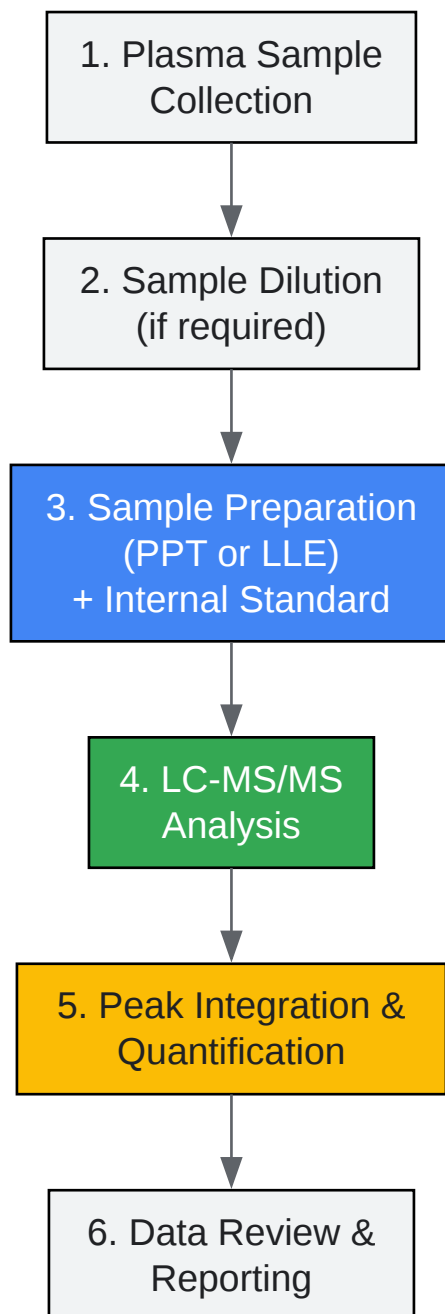 1. Plasma Sample
Collection
2. Sample Dilution
(if required)
3. Sample Preparation
(PPT or LLE)
+ Internal Standard
4. LC-MS/MS
Analysis
5. Peak Integration &
Quantification
6. Data Review &
Reporting